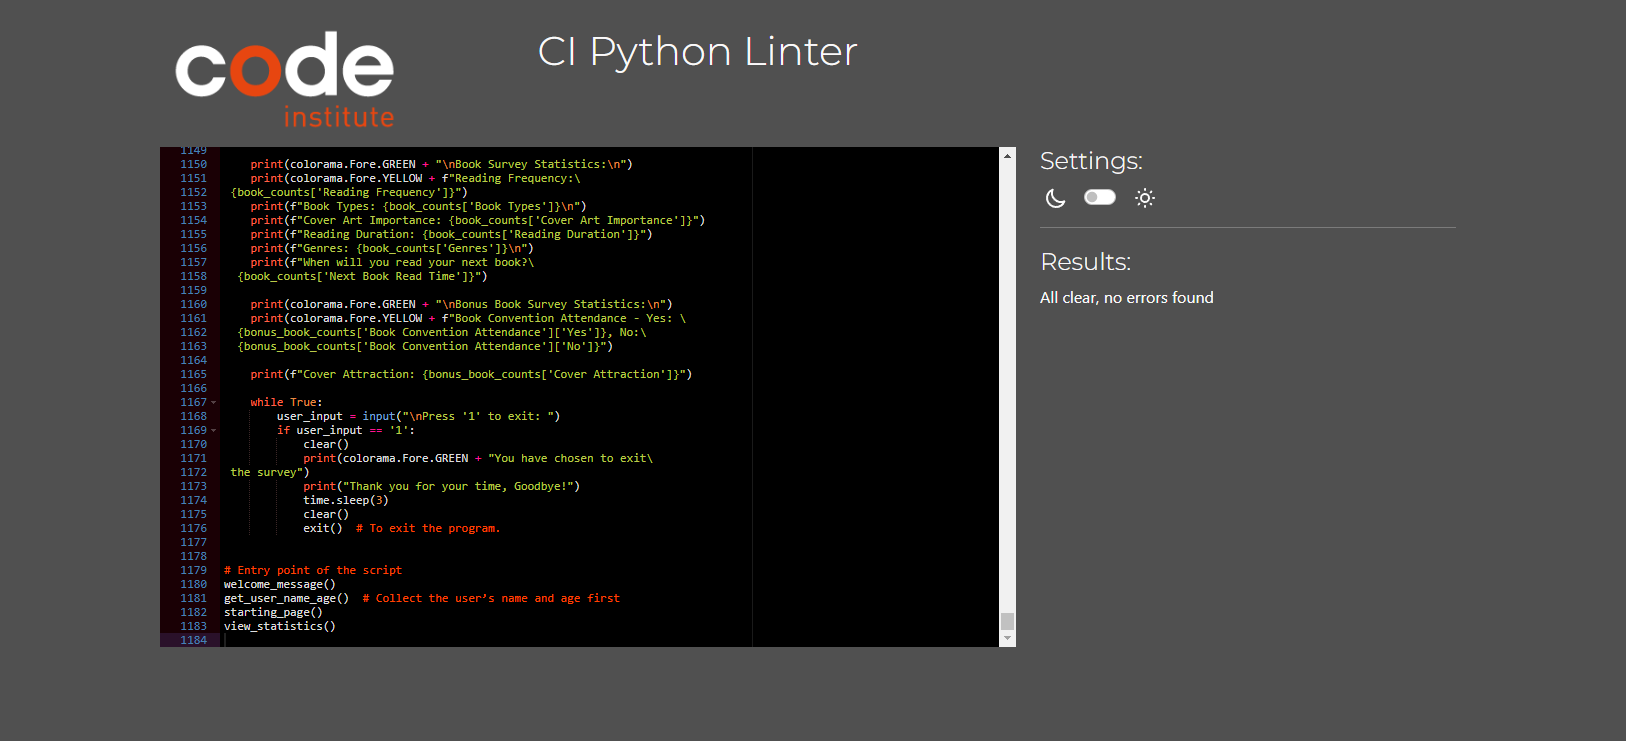 code
institute
CI Python Linter
1149
1150 print(colorama.Fore.GREEN + "\nBook Survey Statistics:\n")
1151 print(colorama.Fore.YELLOW + f"Reading Frequency:\
1152 {book_counts['Reading Frequency']}")
1153 print(f"Book Types: {book_counts['Book Types']}\n")
1154 print(f"Cover Art Importance: {book_counts['Cover Art Importance']}")
1155 print(f"Reading Duration: {book_counts['Reading Duration']}")
1156 print(f"Genres: {book_counts['Genres']}\n")
1157 print(f"When will you read your next book?\
1158 {book_counts['Next Book Read Time']}")
1159
1160 print(colorama.Fore.GREEN + "\nBonus Book Survey Statistics:\n")
1161 print(colorama.Fore.YELLOW + f"Book Convention Attendance - Yes: \
1162 {bonus_book_counts['Book Convention Attendance']['Yes']}, No:\
1163 {bonus_book_counts['Book Convention Attendance']['No']}")
1164
1165 print(f"Cover Attraction: {bonus_book_counts['Cover Attraction']}")
1166
1167 while True:
1168 user_input = input("\nPress '1' to exit: ")
1169 if user_input == '1':
1170 clear()
1171 print(colorama.Fore.GREEN + "You have chosen to exit\
1172 the survey")
1173 print("Thank you for your time, Goodbye!")
1174 time.sleep(3)
1175 clear()
1176 exit()  # To exit the program.
1177
1178
1179 # Entry point of the script
1180 welcome_message()
1181 get_user_name_age()  # Collect the user’s name and age first
1182 starting_page()
1183 view_statistics()
1184
Settings:
Results:
All clear, no errors found